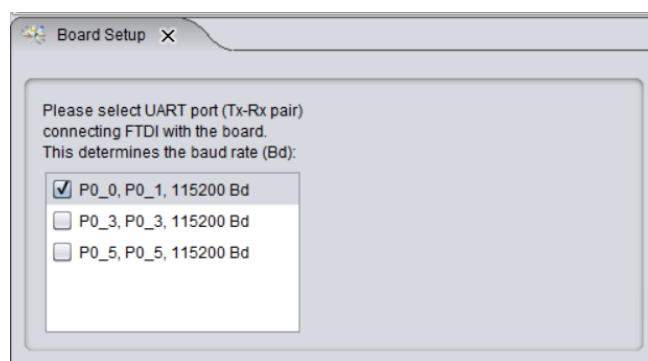 Board Setup X
Please select UART port (Tx-Rx pair)
connecting FTDI with the board.
This determines the baud rate (Bd):
P0_0, P0_1, 115200 Bd
P0_3, P0_3, 115200 Bd
P0_5, P0_5, 115200 Bd